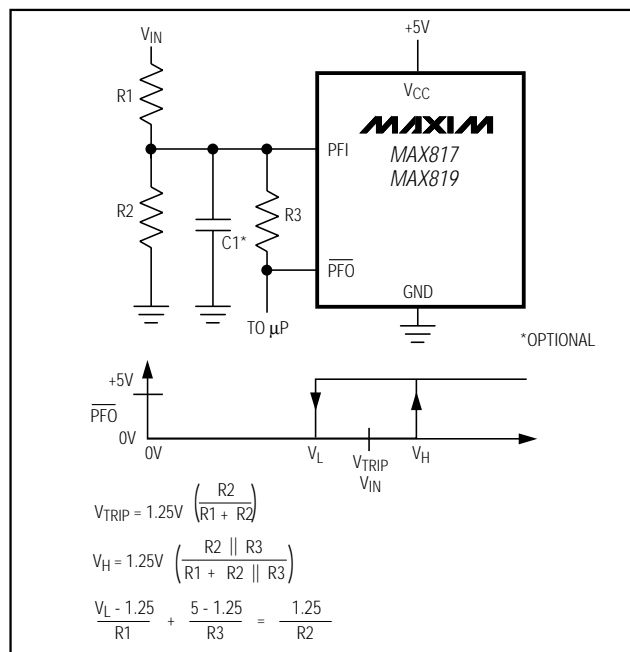 VIN
+5V
R1
VCC
MAXIM
PFI
MAX817
MAX819
R2
C1*
R3
PFO
GND
TO µP
*OPTIONAL
+5V
PFO
0V
0V
VL
VTRIP
VH
VIN
VTRIP = 1.25V (R2 / (R1 + R2))
VH = 1.25V (R2 || R3 / (R1 + R2 || R3))
(VL - 1.25) / R1 + (5 - 1.25) / R3 = 1.25 / R2